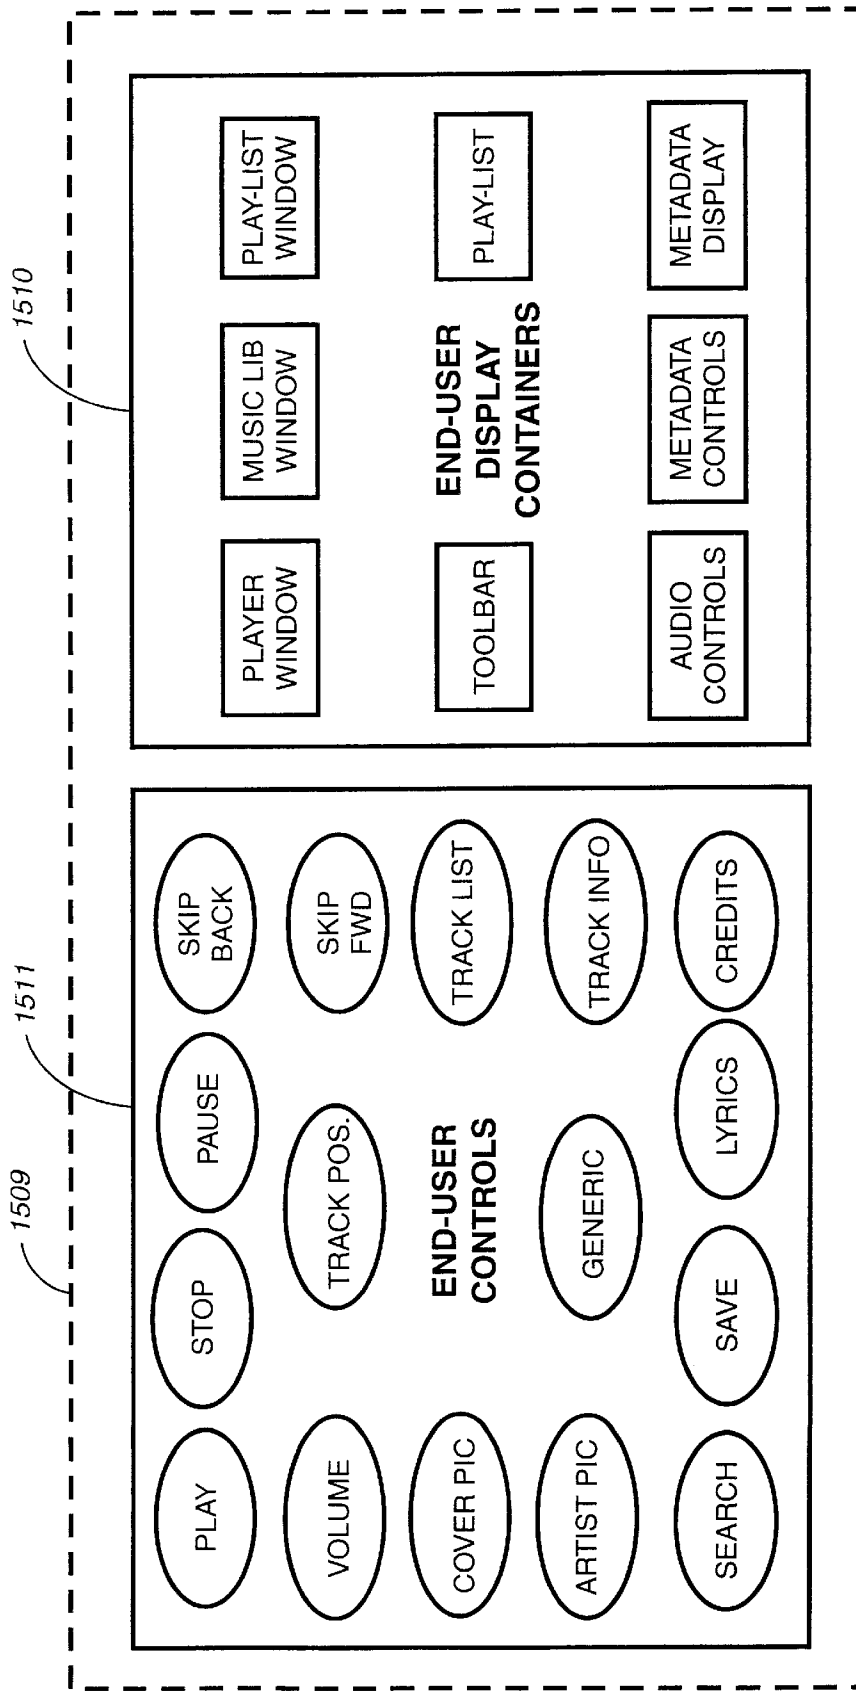 1509
1511
1510
PLAY
STOP
PAUSE
SKIP
BACK
VOLUME
TRACK POS.
SKIP
FWD
COVER PIC
END-USER
CONTROLS
TRACK LIST
ARTIST PIC
GENERIC
TRACK INFO
SEARCH
SAVE
LYRICS
CREDITS
PLAYER
WINDOW
MUSIC LIB
WINDOW
PLAY-LIST
WINDOW
TOOLBAR
END-USER
DISPLAY
CONTAINERS
PLAY-LIST
AUDIO
CONTROLS
METADATA
CONTROLS
METADATA
DISPLAY